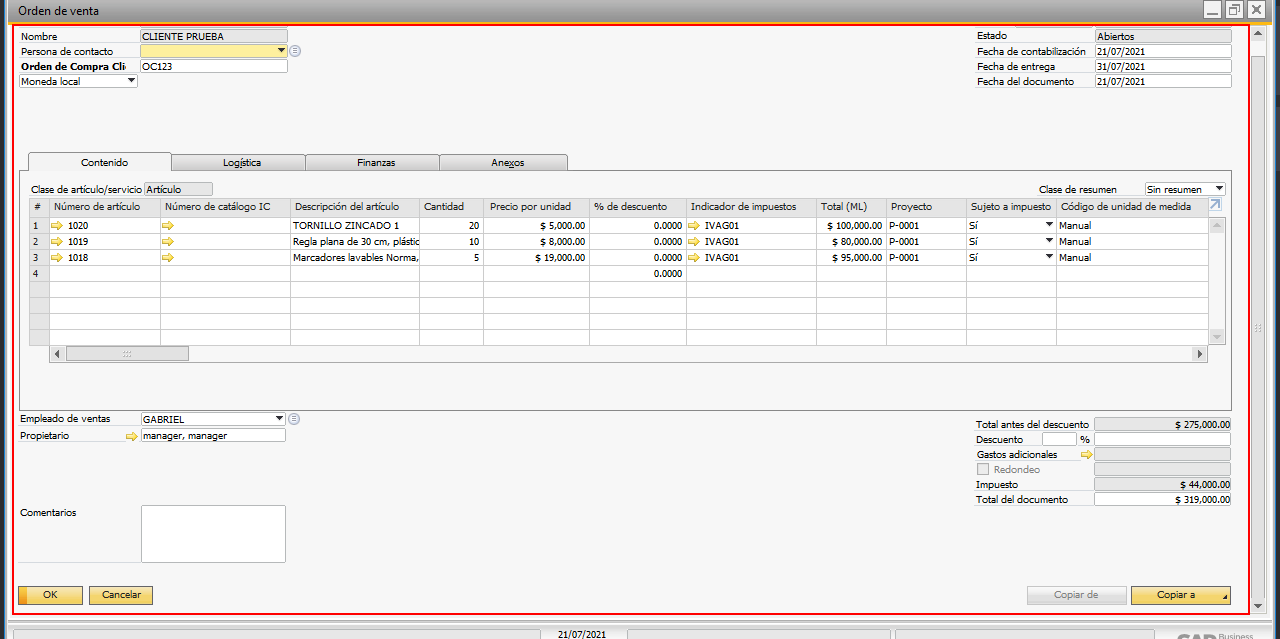 Orden de venta
Nombre CLIENTE PRUEBA
Persona de contacto
Orden de Compra Cli OC123
Moneda local
Estado Abiertos
Fecha de contabilización 21/07/2021
Fecha de entrega 31/07/2021
Fecha del documento 21/07/2021
Contenido Logística Finanzas Anexos
Clase de artículo/servicio Artículo Clase de resumen Sin resumen
# Número de artículo Número de catálogo IC Descripción del artículo Cantidad Precio por unidad % de descuento Indicador de impuestos Total (ML) Proyecto Sujeto a impuesto Código de unidad de medida
1 1020 TORNILLO ZINCADO 1 20 $ 5,000.00 0.0000 IVAG01 $ 100,000.00 P-0001 Sí Manual
2 1019 Regla plana de 30 cm, plástic 10 $ 8,000.00 0.0000 IVAG01 $ 80,000.00 P-0001 Sí Manual
3 1018 Marcadores lavables Norma, 5 $ 19,000.00 0.0000 IVAG01 $ 95,000.00 P-0001 Sí Manual
4 0.0000
Empleado de ventas GABRIEL
Propietario manager, manager
Comentarios
Total antes del descuento $ 275,000.00
Descuento %
Gastos adicionales
Redondeo
Impuesto $ 44,000.00
Total del documento $ 319,000.00
OK Cancelar Copiar de Copiar a
21/07/2021
Business